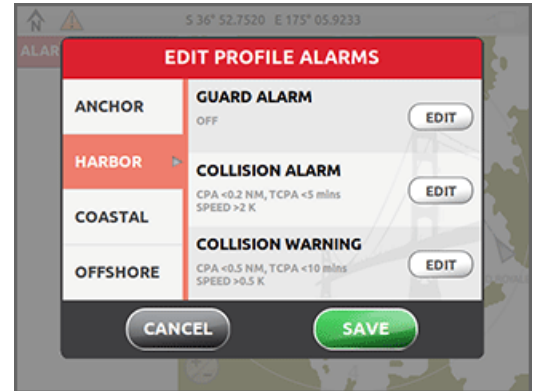 S 36° 52.7520 E 175° 05.9233
ALAR
EDIT PROFILE ALARMS
ANCHOR
HARBOR
COASTAL
OFFSHORE
GUARD ALARM
OFF
EDIT
COLLISION ALARM
CPA <0.2 NM, TCPA <5 mins
SPEED >2 K
EDIT
COLLISION WARNING
CPA <0.5 NM, TCPA <10 mins
SPEED >0.5 K
EDIT
CANCEL
SAVE